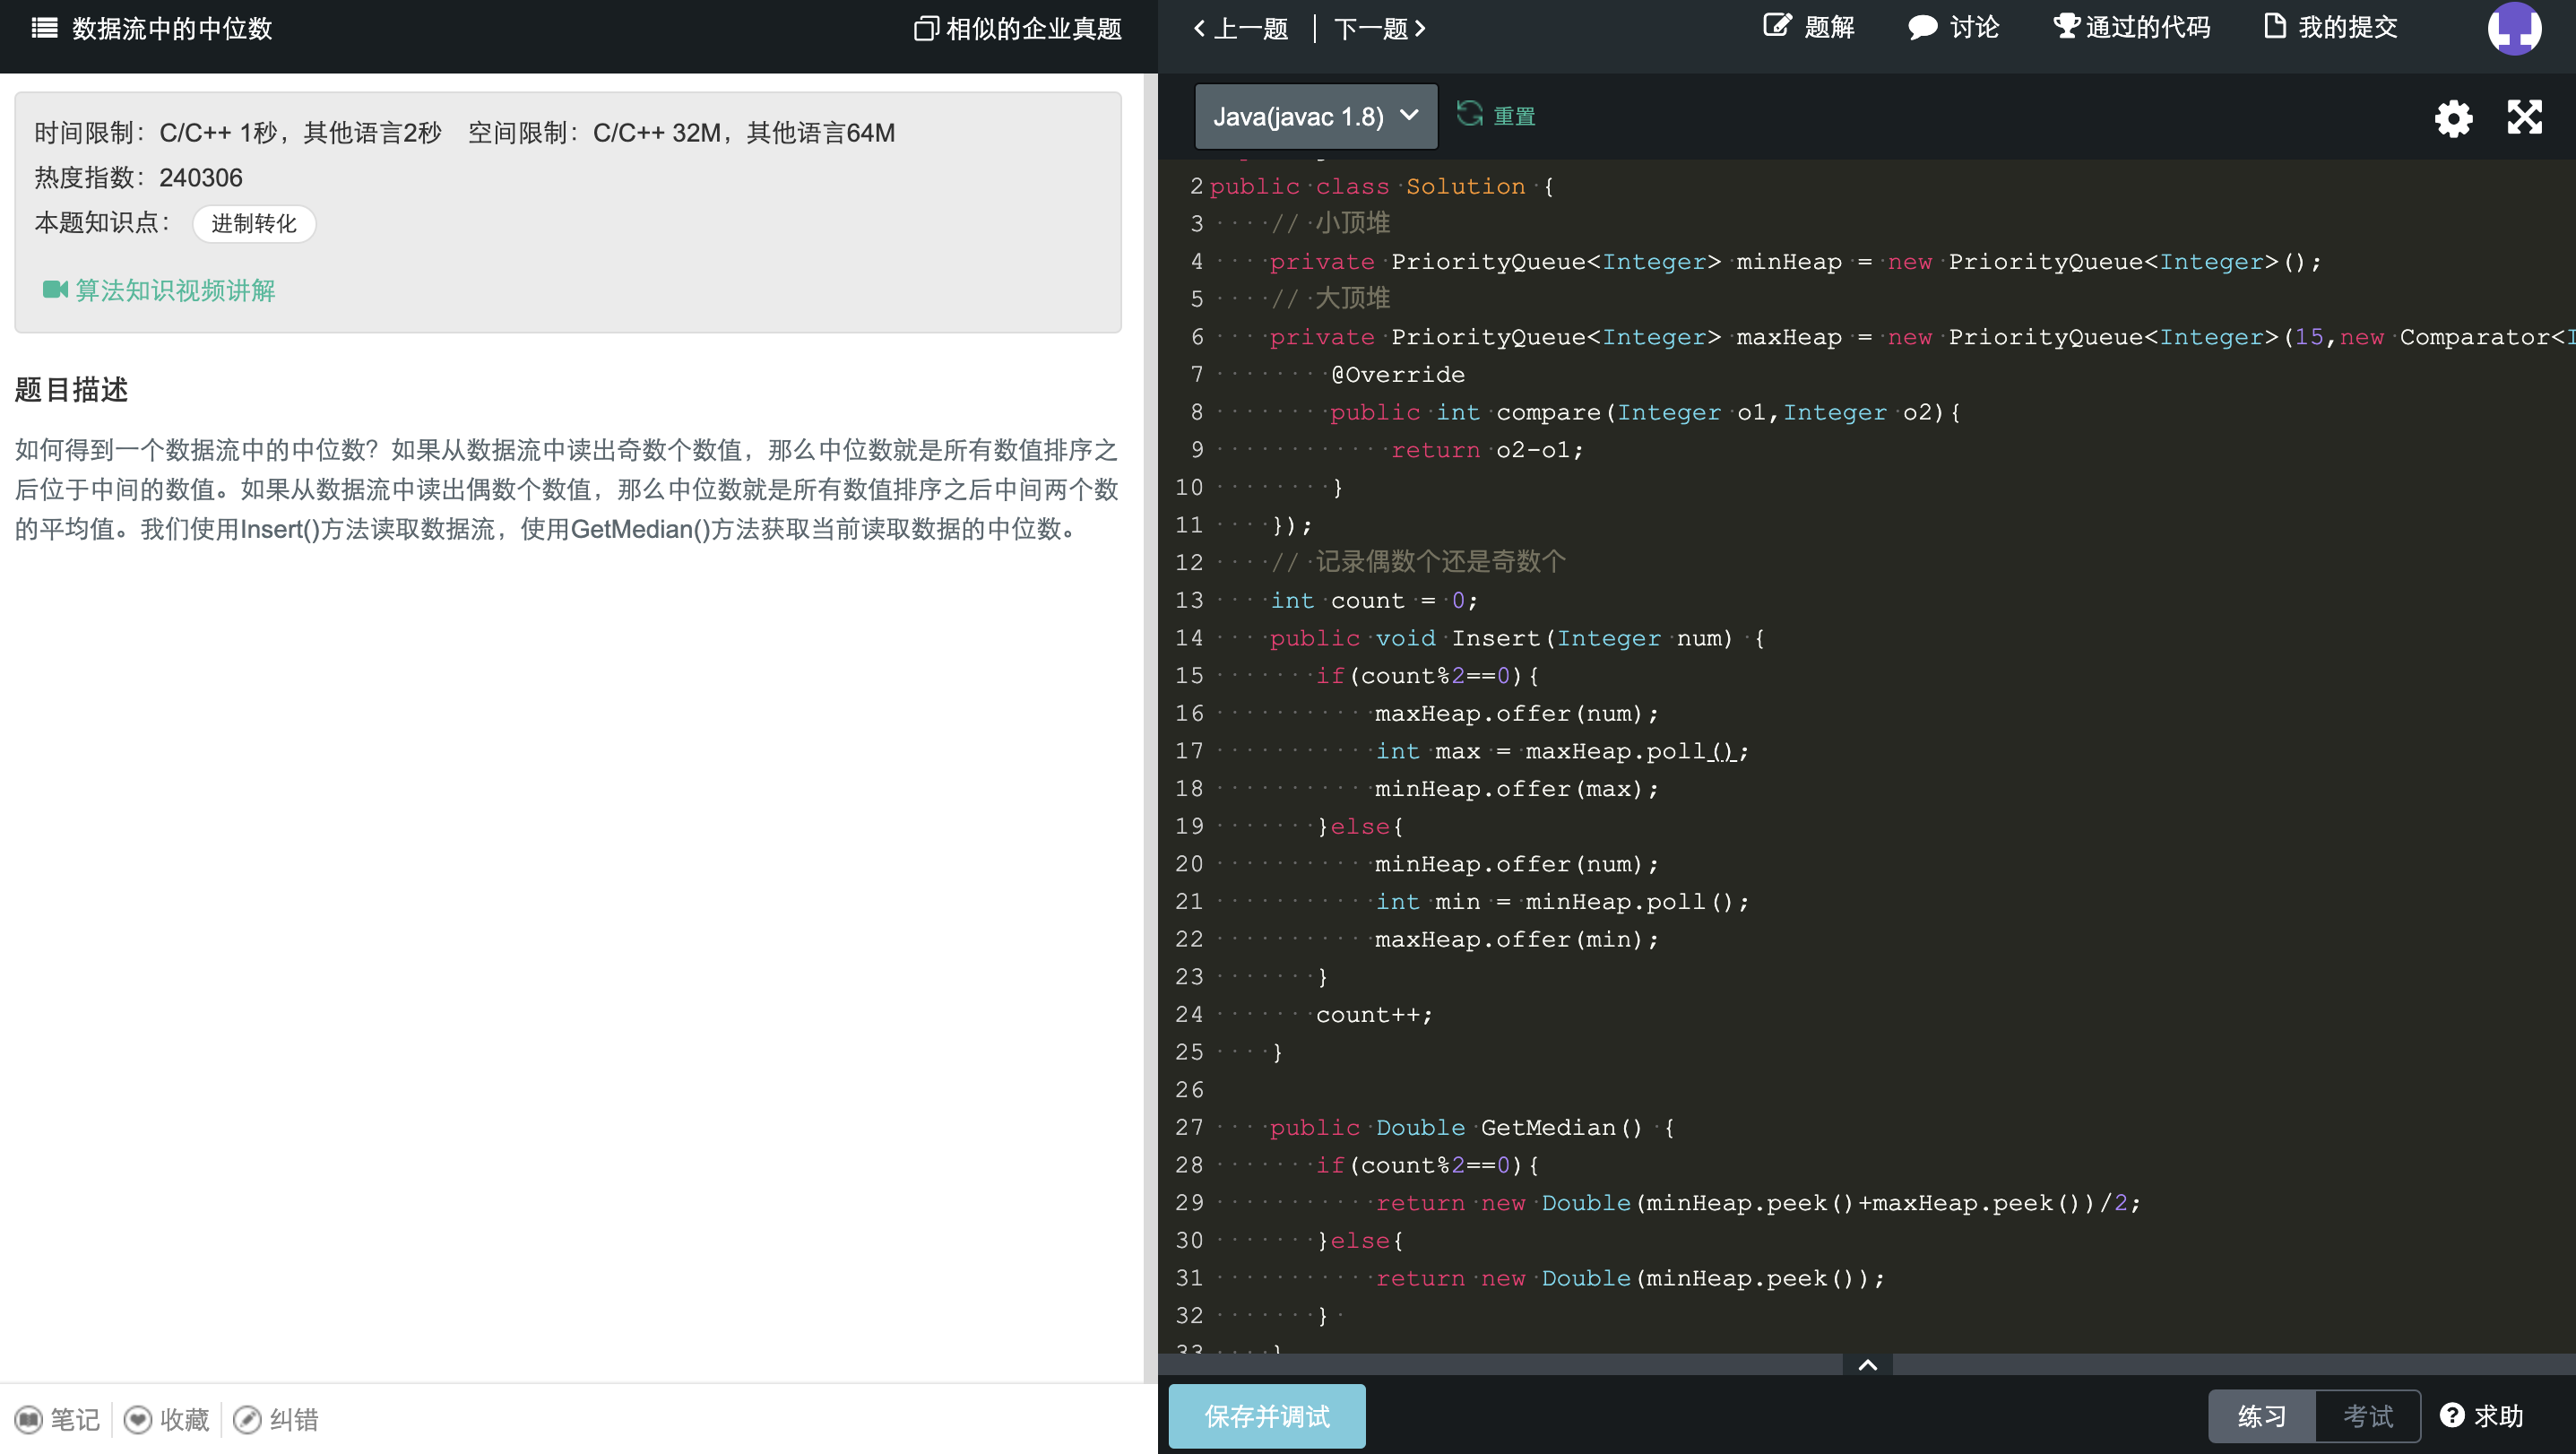 数据流中的中位数
相似的企业真题
上一题 | 下一题
题解
讨论
通过的代码
我的提交
时间限制：C/C++ 1秒，其他语言2秒 空间限制：C/C++ 32M，其他语言64M
热度指数：240306
本题知识点： 进制转化
算法知识视频讲解
题目描述
如何得到一个数据流中的中位数？如果从数据流中读出奇数个数值，那么中位数就是所有数值排序之
后位于中间的数值。如果从数据流中读出偶数个数值，那么中位数就是所有数值排序之后中间两个数
的平均值。我们使用Insert()方法读取数据流，使用GetMedian()方法获取当前读取数据的中位数。
笔记
收藏
纠错
Java(javac 1.8)
重置
2 public class Solution {
3     // 小顶堆
4     private PriorityQueue<Integer> minHeap = new PriorityQueue<Integer>();
5     // 大顶堆
6     private PriorityQueue<Integer> maxHeap = new PriorityQueue<Integer>(15,new Comparator<I
7         @Override
8         public int compare(Integer o1,Integer o2){
9             return o2-o1;
10         }
11     });
12     // 记录偶数个还是奇数个
13     int count = 0;
14     public void Insert(Integer num) {
15        if(count%2==0){
16            maxHeap.offer(num);
17            int max = maxHeap.poll();
18            minHeap.offer(max);
19        }else{
20            minHeap.offer(num);
21            int min = minHeap.poll();
22            maxHeap.offer(min);
23        }
24        count++;
25     }
26
27     public Double GetMedian() {
28        if(count%2==0){
29            return new Double(minHeap.peek()+maxHeap.peek())/2;
30        }else{
31            return new Double(minHeap.peek());
32        }
33     }
保存并调试
练习
考试
求助